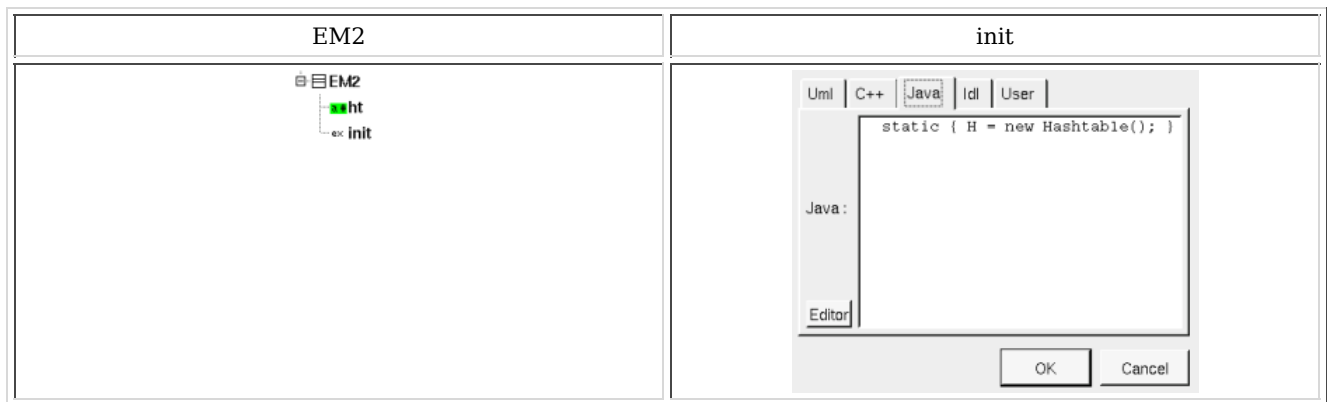 EM2
init
EM2
ht
ex init
Uml C++ Java Idl User
static { H = new Hashtable(); }
Java :
Editor
OK Cancel